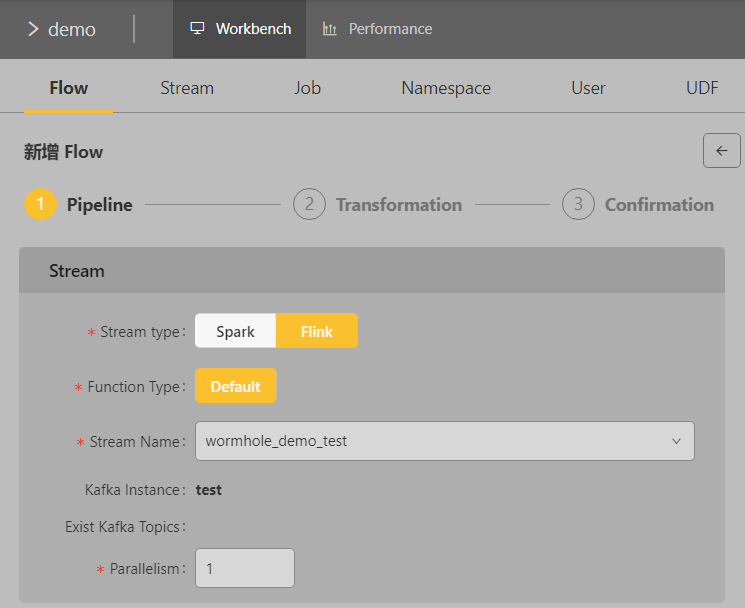 demo Workbench Performance
Flow Stream Job Namespace User UDF
新增 Flow
1 Pipeline 2 Transformation 3 Confirmation
Stream
* Stream type: Spark Flink
* Function Type: Default
* Stream Name: wormhole_demo_test
Kafka Instance: test
Exist Kafka Topics:
* Parallelism: 1